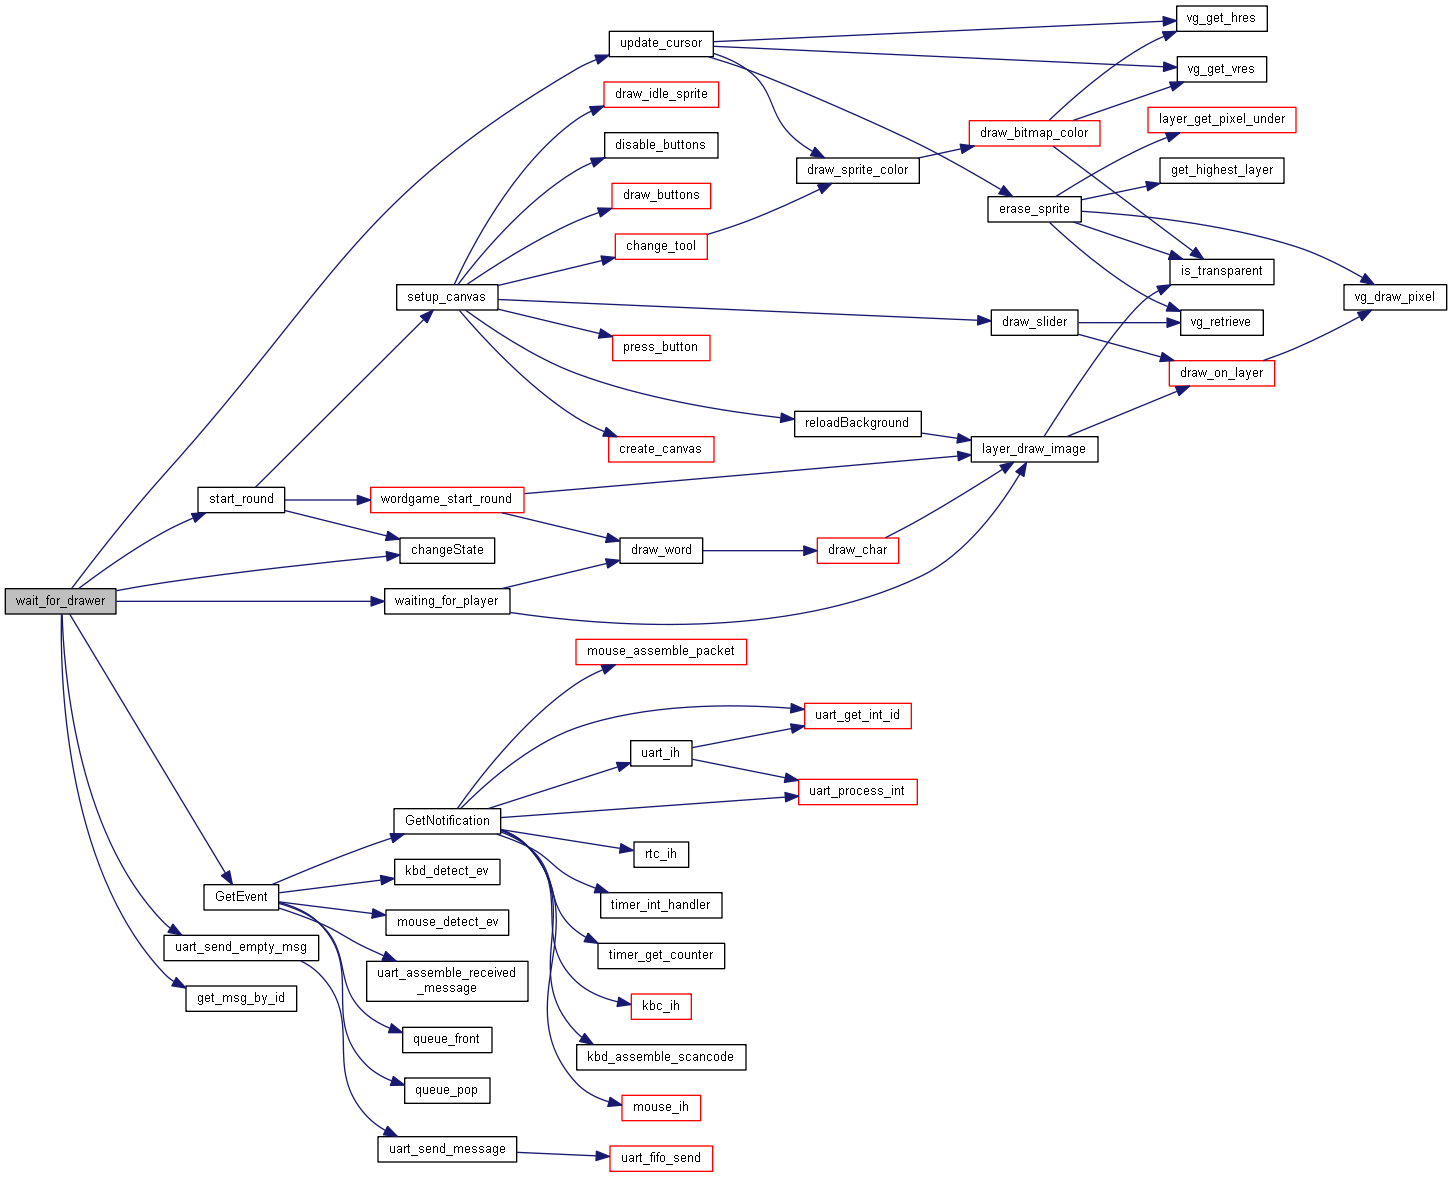 vg_get_hres
update_cursor
vg_get_vres
draw_idle_sprite
layer_get_pixel_under
draw_bitmap_color
disable_buttons
draw_sprite_color
get_highest_layer
draw_buttons
erase_sprite
change_tool
is_transparent
setup_canvas
vg_draw_pixel
draw_slider
vg_retrieve
press_button
draw_on_layer
reloadBackground
create_canvas
layer_draw_image
start_round
wordgame_start_round
changeState
draw_word
draw_char
wait_for_drawer
waiting_for_player
mouse_assemble_packet
uart_get_int_id
uart_ih
uart_process_int
GetNotification
rtc_ih
kbd_detect_ev
GetEvent
timer_int_handler
mouse_detect_ev
uart_send_empty_msg
timer_get_counter
uart_assemble_received
_message
get_msg_by_id
kbc_ih
queue_front
kbd_assemble_scancode
queue_pop
mouse_ih
uart_send_message
uart_fifo_send